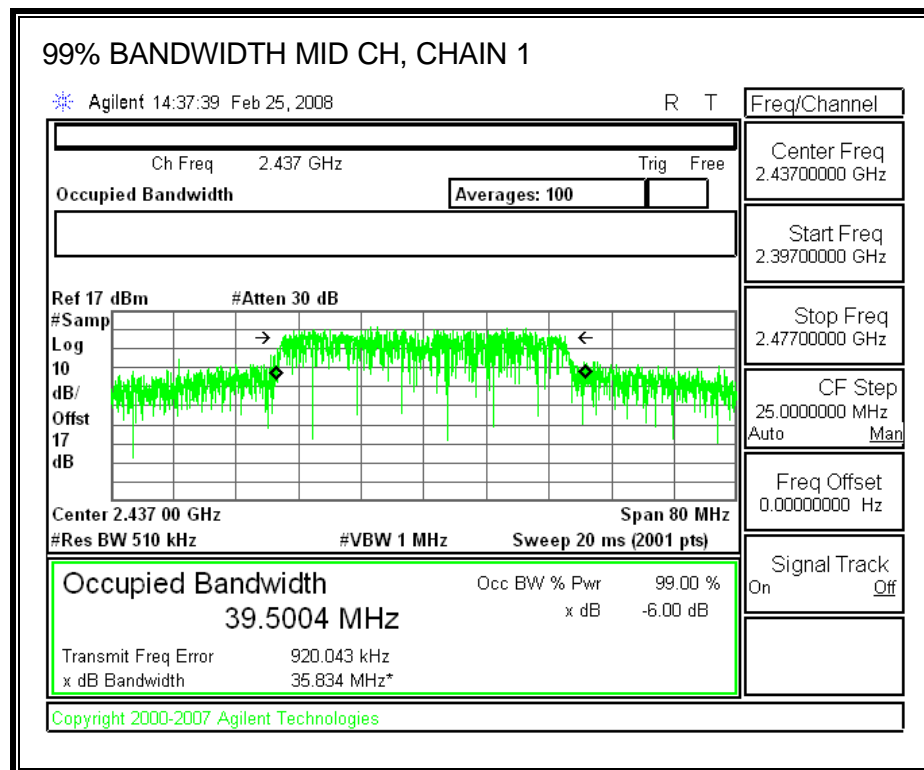 99% BANDWIDTH MID CH, CHAIN 1
Agilent 14:37:39 Feb 25, 2008 R T
Freq/Channel
Ch Freq 2.437 GHz Trig Free
Occupied Bandwidth Averages: 100
Center Freq
2.43700000 GHz
Start Freq
2.39700000 GHz
Stop Freq
2.47700000 GHz
CF Step
25.0000000 MHz
Auto Man
Freq Offset
0.00000000 Hz
Signal Track
On Off
Ref 17 dBm #Atten 30 dB
#Samp
Log
10
dB/
Offst
17
dB
Center 2.437 00 GHz Span 80 MHz
#Res BW 510 kHz #VBW 1 MHz Sweep 20 ms (2001 pts)
Occupied Bandwidth Occ BW % Pwr 99.00 %
39.5004 MHz x dB -6.00 dB
Transmit Freq Error 920.043 kHz
x dB Bandwidth 35.834 MHz*
Copyright 2000-2007 Agilent Technologies